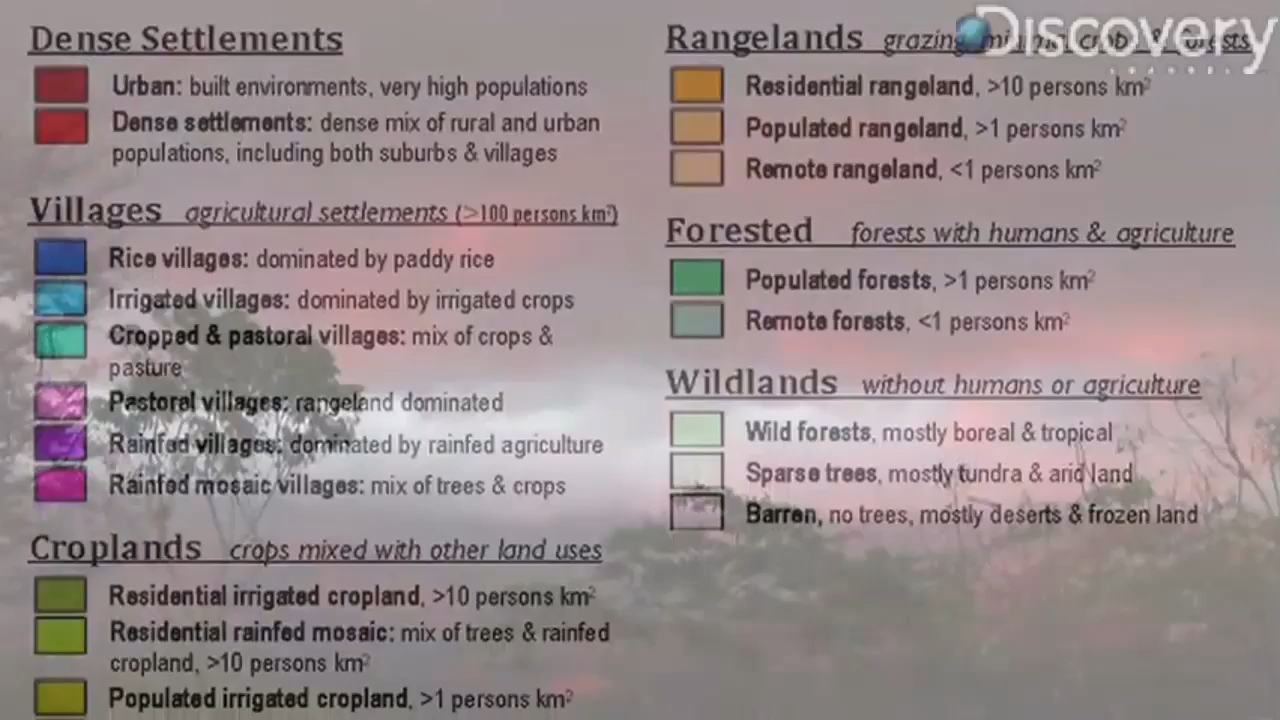 Dense Settlements
Urban: built environments, very high populations
Dense settlements: dense mix of rural and urban
populations, including both suburbs & villages
Villages agricultural settlements (>100 persons km²)
Rice villages: dominated by paddy rice
Irrigated villages: dominated by irrigated crops
Cropped & pastoral villages: mix of crops &
pasture
Pastoral villages: rangeland dominated
Rainfed villages: dominated by rainfed agriculture
Rainfed mosaic villages: mix of trees & crops
Croplands crops mixed with other land uses
Residential irrigated cropland, >10 persons km²
Residential rainfed mosaic: mix of trees & rainfed
cropland, >10 persons km²
Populated irrigated cropland, >1 persons km²
Discovery
CHANNEL
Rangelands grazing, & forests
Residential rangeland, >10 persons km²
Populated rangeland, >1 persons km²
Remote rangeland, <1 persons km²
Forested forests with humans & agriculture
Populated forests, >1 persons km²
Remote forests, <1 persons km²
Wildlands without humans or agriculture
Wild forests, mostly boreal & tropical
Sparse trees, mostly tundra & arid land
Barren, no trees, mostly deserts & frozen land